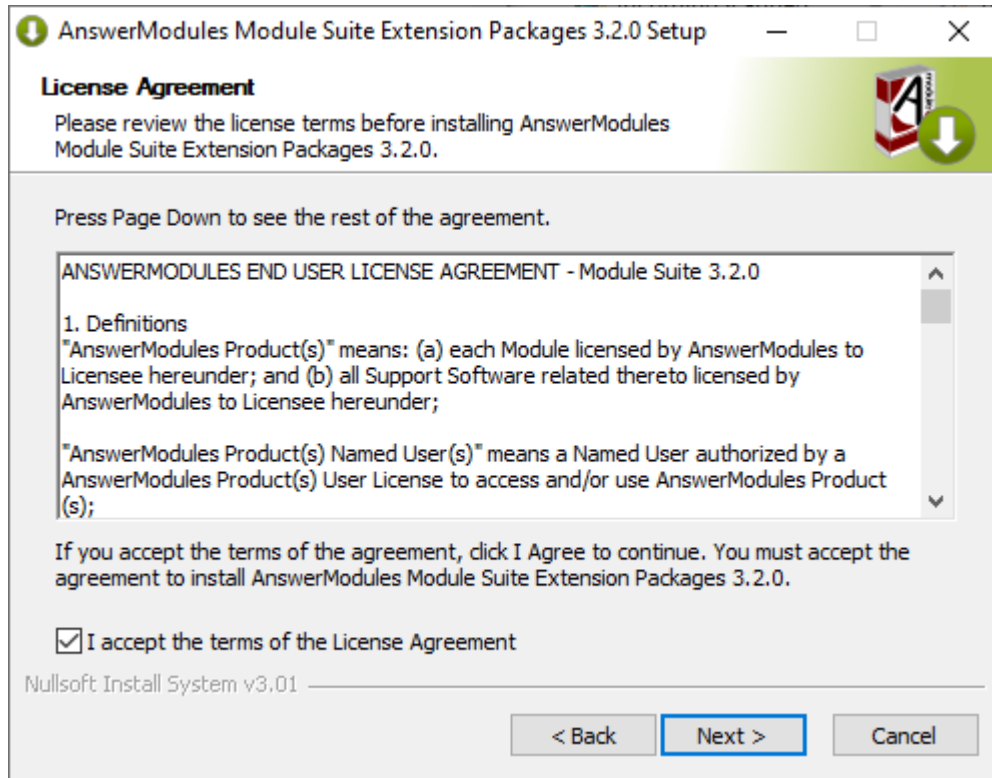 AnswerModules Module Suite Extension Packages 3.2.0 Setup
License Agreement
Please review the license terms before installing AnswerModules
Module Suite Extension Packages 3.2.0.
Press Page Down to see the rest of the agreement.
ANSWERMODULES END USER LICENSE AGREEMENT - Module Suite 3.2.0
1. Definitions
"AnswerModules Product(s)" means: (a) each Module licensed by AnswerModules to
Licensee hereunder; and (b) all Support Software related thereto licensed by
AnswerModules to Licensee hereunder;
"AnswerModules Product(s) Named User(s)" means a Named User authorized by a
AnswerModules Product(s) User License to access and/or use AnswerModules Product
(s);
If you accept the terms of the agreement, click I Agree to continue. You must accept the
agreement to install AnswerModules Module Suite Extension Packages 3.2.0.
I accept the terms of the License Agreement
Nullsoft Install System v3.01
< Back
Next >
Cancel